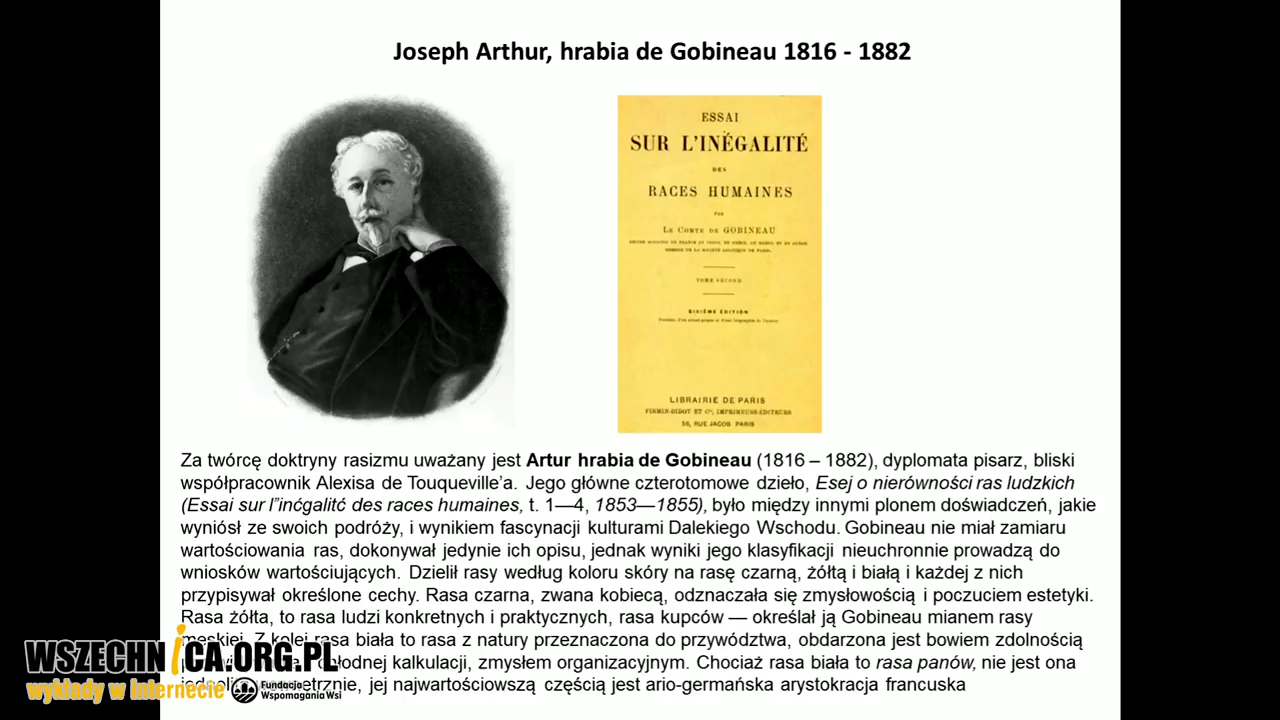 Joseph Arthur, hrabia de Gobineau 1816 - 1882
ESSAI
SUR L'INÉGALITÉ
DES
RACES HUMAINES
PAR
LE COMTE DE GOBINEAU
TOME SECOND
SIXIÈME ÉDITION
LIBRAIRIE DE PARIS
FIRMIN-DIDOT ET Cie, IMPRIMEURS-ÉDITEURS
56, RUE JACOB PARIS
Za twórcę doktryny rasizmu uważany jest Artur hrabia de Gobineau (1816 – 1882), dyplomata pisarz, bliski
współpracownik Alexisa de Touqueville'a. Jego główne czterotomowe dzieło, Esej o nierówności ras ludzkich
(Essai sur l"inćgalitć des races humaines, t. 1—4, 1853—1855), było między innymi plonem doświadczeń, jakie
wyniósł ze swoich podróży, i wynikiem fascynacji kulturami Dalekiego Wschodu. Gobineau nie miał zamiaru
wartościowania ras, dokonywał jedynie ich opisu, jednak wyniki jego klasyfikacji nieuchronnie prowadzą do
wniosków wartościujących. Dzielił rasy według koloru skóry na rasę czarną, żółtą i białą i każdej z nich
przypisywał określone cechy. Rasa czarna, zwana kobiecą, odznaczała się zmysłowością i poczuciem estetyki.
Rasa żółta, to rasa ludzi konkretnych i praktycznych, rasa kupców — określał ją Gobineau mianem rasy
męskiej. Z kolei rasa biała to rasa z natury przeznaczona do przywództwa, obdarzona jest bowiem zdolnością
chłodnej kalkulacji, zmysłem organizacyjnym. Chociaż rasa biała to rasa panów, nie jest ona
jej najwartościowszą częścią jest ario-germańska arystokracja francuska
WSZECHNICA.ORG.PL
wykłady w internecie
Fundacja
Wspomagania Wsi